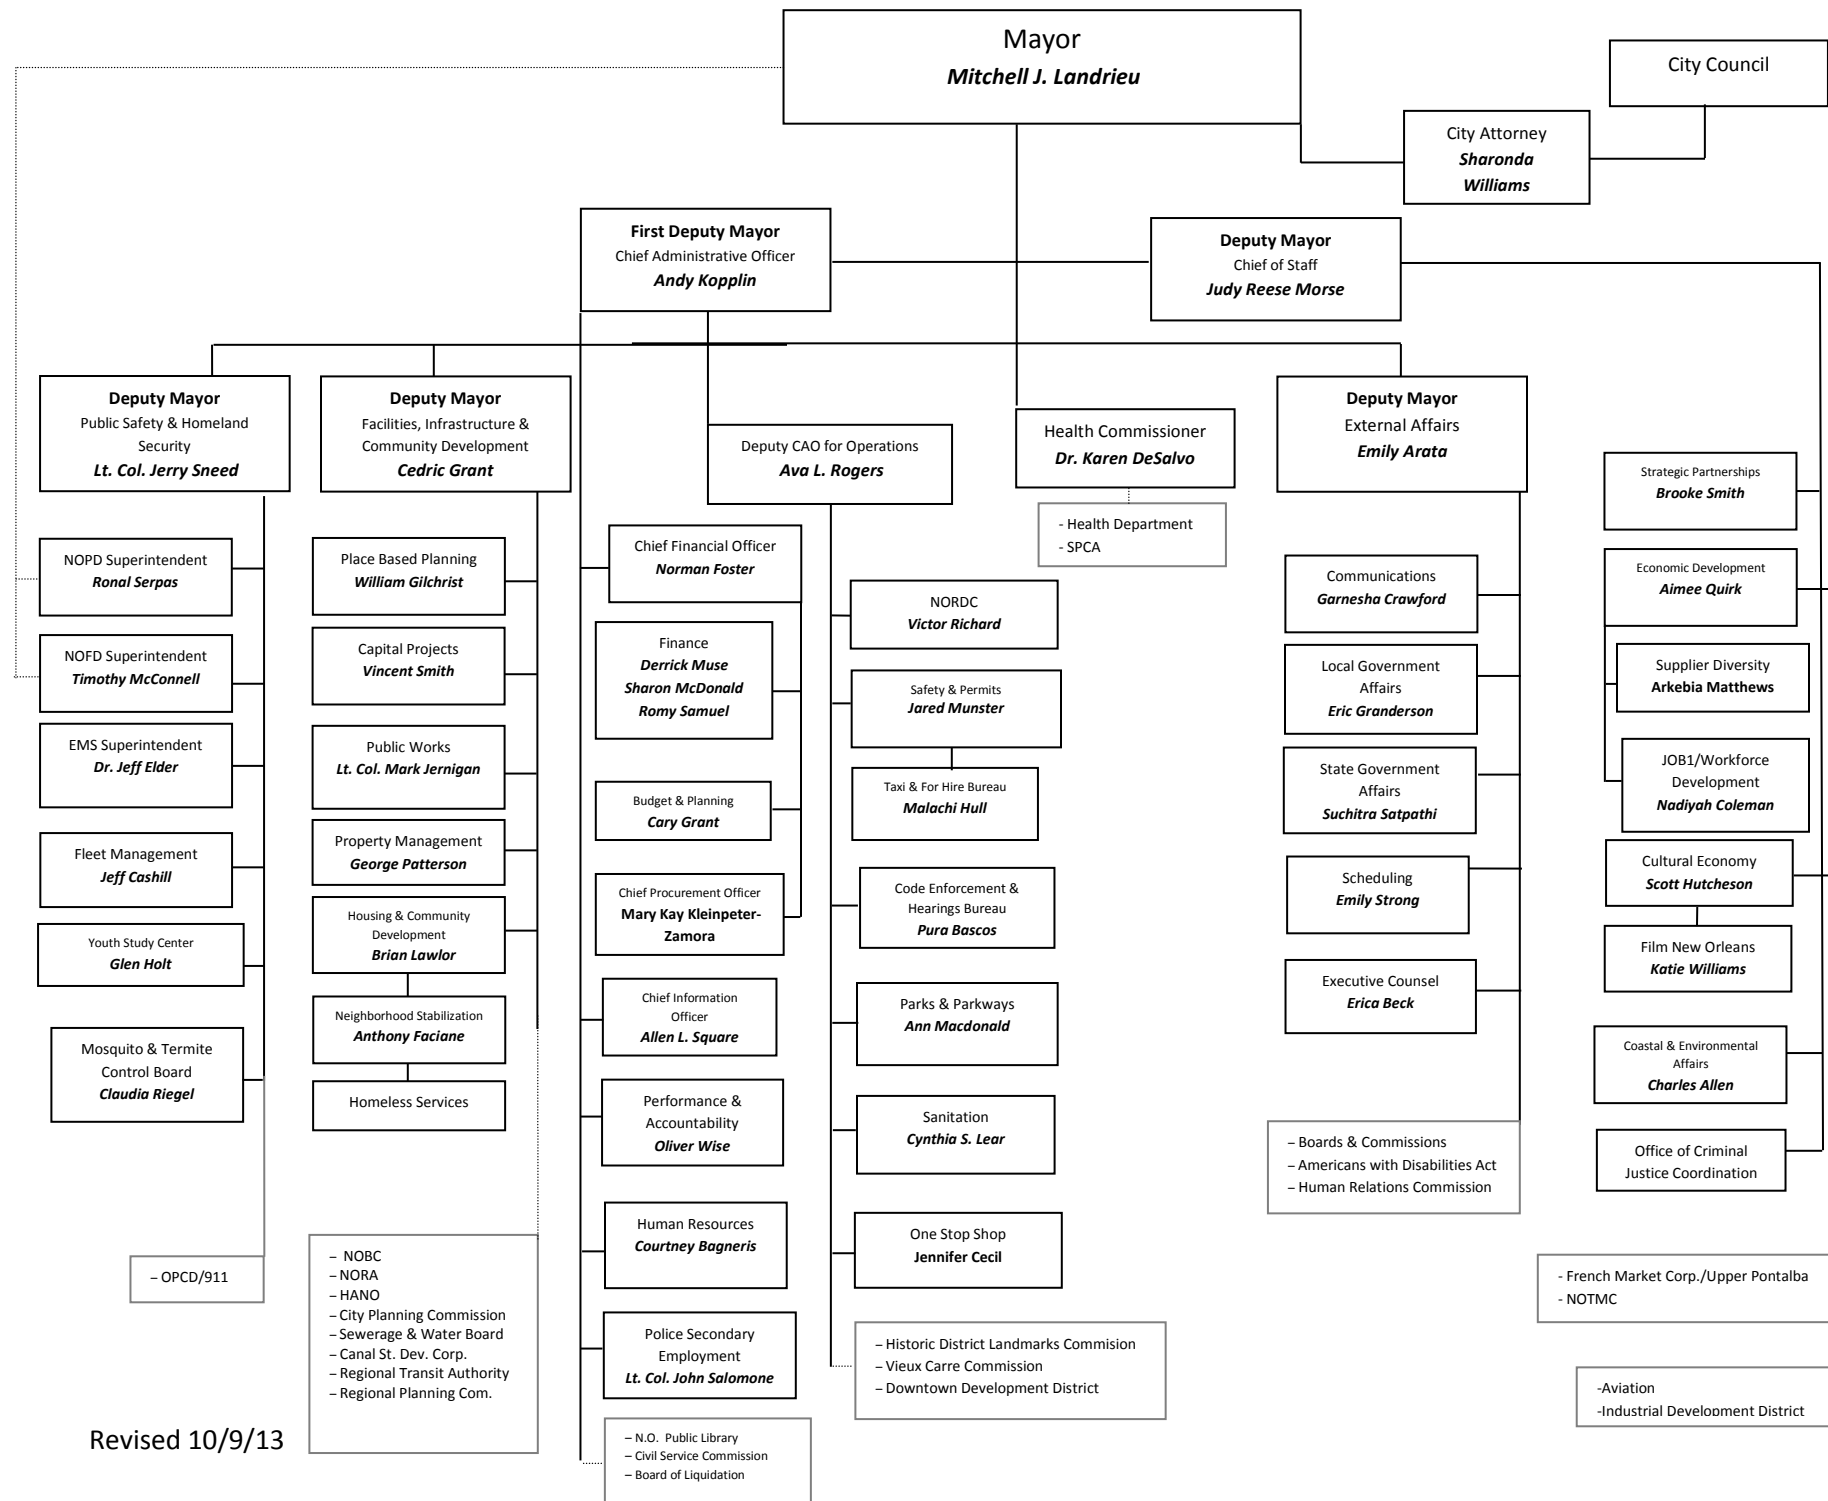 Mayor
Mitchell J. Landrieu
City Council
City Attorney
Sharonda
Williams
First Deputy Mayor
Chief Administrative Officer
Andy Kopplin
Deputy Mayor
Chief of Staff
Judy Reese Morse
Deputy Mayor
Public Safety & Homeland
Security
Lt. Col. Jerry Sneed
Deputy Mayor
Facilities, Infrastructure &
Community Development
Cedric Grant
Deputy CAO for Operations
Ava L. Rogers
Health Commissioner
Dr. Karen DeSalvo
- Health Department
- SPCA
Deputy Mayor
External Affairs
Emily Arata
NOPD Superintendent
Ronal Serpas
NOFD Superintendent
Timothy McConnell
EMS Superintendent
Dr. Jeff Elder
Fleet Management
Jeff Cashill
Youth Study Center
Glen Holt
Mosquito & Termite
Control Board
Claudia Riegel
– OPCD/911
Place Based Planning
William Gilchrist
Capital Projects
Vincent Smith
Public Works
Lt. Col. Mark Jernigan
Property Management
George Patterson
Housing & Community
Development
Brian Lawlor
Neighborhood Stabilization
Anthony Faciane
Homeless Services
– NOBC
– NORA
– HANO
– City Planning Commission
– Sewerage & Water Board
– Canal St. Dev. Corp.
– Regional Transit Authority
– Regional Planning Com.
Chief Financial Officer
Norman Foster
Finance
Derrick Muse
Sharon McDonald
Romy Samuel
Budget & Planning
Cary Grant
Chief Procurement Officer
Mary Kay Kleinpeter-
Zamora
Chief Information
Officer
Allen L. Square
Performance &
Accountability
Oliver Wise
Human Resources
Courtney Bagneris
Police Secondary
Employment
Lt. Col. John Salomone
– N.O. Public Library
– Civil Service Commission
– Board of Liquidation
NORDC
Victor Richard
Safety & Permits
Jared Munster
Taxi & For Hire Bureau
Malachi Hull
Code Enforcement &
Hearings Bureau
Pura Bascos
Parks & Parkways
Ann Macdonald
Sanitation
Cynthia S. Lear
One Stop Shop
Jennifer Cecil
– Historic District Landmarks Commision
– Vieux Carre Commission
– Downtown Development District
Communications
Garnesha Crawford
Local Government
Affairs
Eric Granderson
State Government
Affairs
Suchitra Satpathi
Scheduling
Emily Strong
Executive Counsel
Erica Beck
– Boards & Commissions
– Americans with Disabilities Act
– Human Relations Commission
Strategic Partnerships
Brooke Smith
Economic Development
Aimee Quirk
Supplier Diversity
Arkebia Matthews
JOB1/Workforce
Development
Nadiyah Coleman
Cultural Economy
Scott Hutcheson
Film New Orleans
Katie Williams
Coastal & Environmental
Affairs
Charles Allen
Office of Criminal
Justice Coordination
- French Market Corp./Upper Pontalba
- NOTMC
-Aviation
-Industrial Development District
Revised 10/9/13